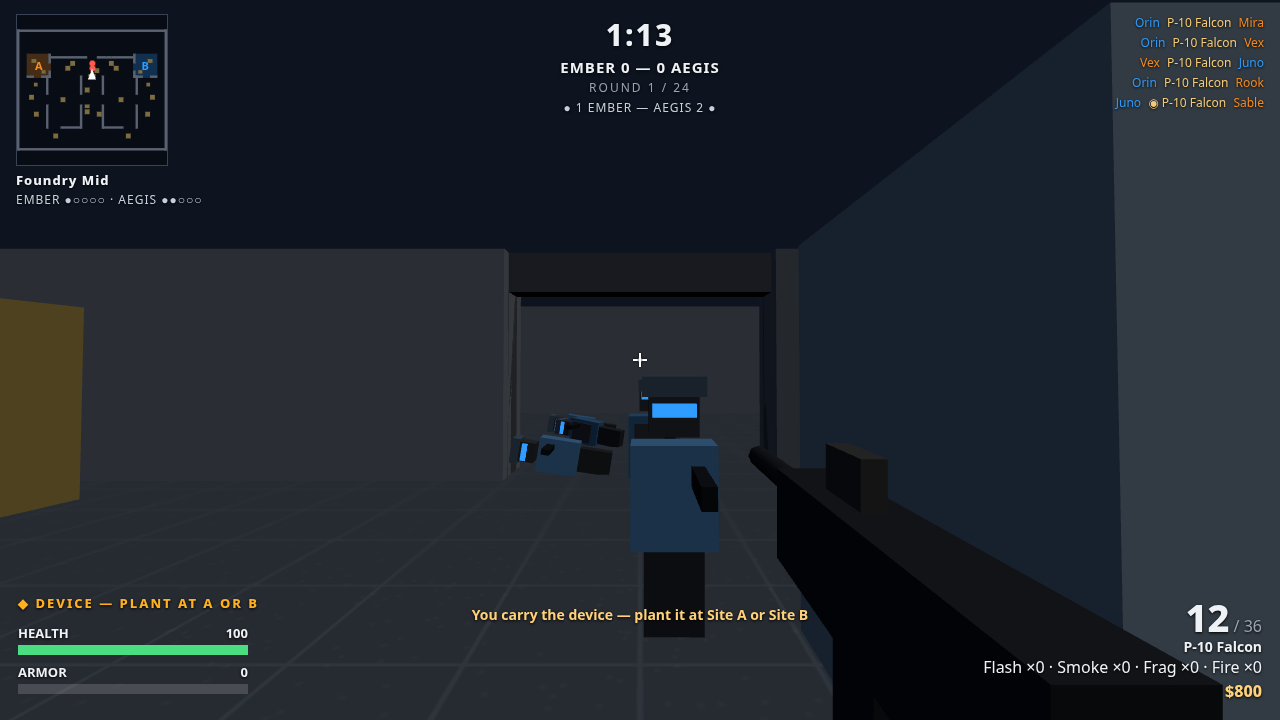 A
B
Foundry Mid
EMBER ●○○○○ · AEGIS ●●○○○
1:13
EMBER 0 — 0 AEGIS
ROUND 1 / 24
● 1 EMBER — AEGIS 2 ●
Orin P-10 Falcon Mira
Orin P-10 Falcon Vex
Vex P-10 Falcon Juno
Orin P-10 Falcon Rook
Juno ◉ P-10 Falcon Sable
◆ DEVICE — PLANT AT A OR B
HEALTH 100
ARMOR 0
You carry the device — plant it at Site A or Site B
12 / 36
P-10 Falcon
Flash ×0 · Smoke ×0 · Frag ×0 · Fire ×0
$800